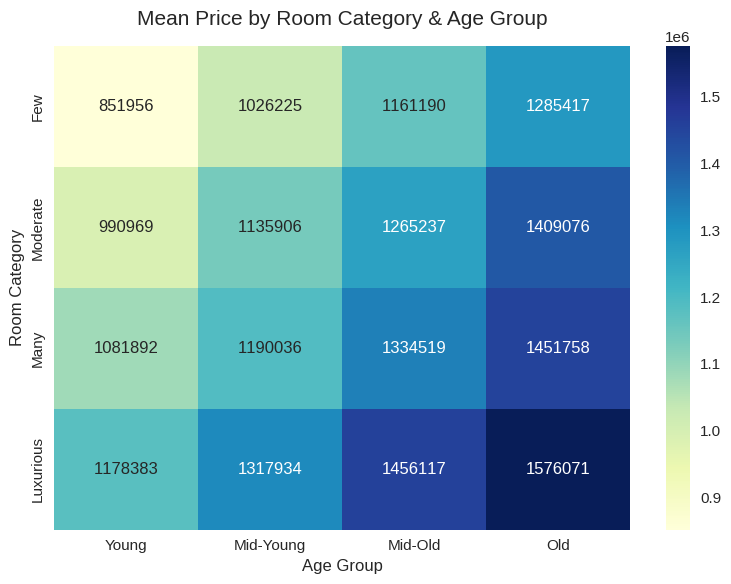 Mean Price by Room Category & Age Group
1e6
Few 851956 1026225 1161190 1285417
Moderate 990969 1135906 1265237 1409076
Many 1081892 1190036 1334519 1451758
Luxurious 1178383 1317934 1456117 1576071
Room Category
Young Mid-Young Mid-Old Old
Age Group
1.5
1.4
1.3
1.2
1.1
1.0
0.9